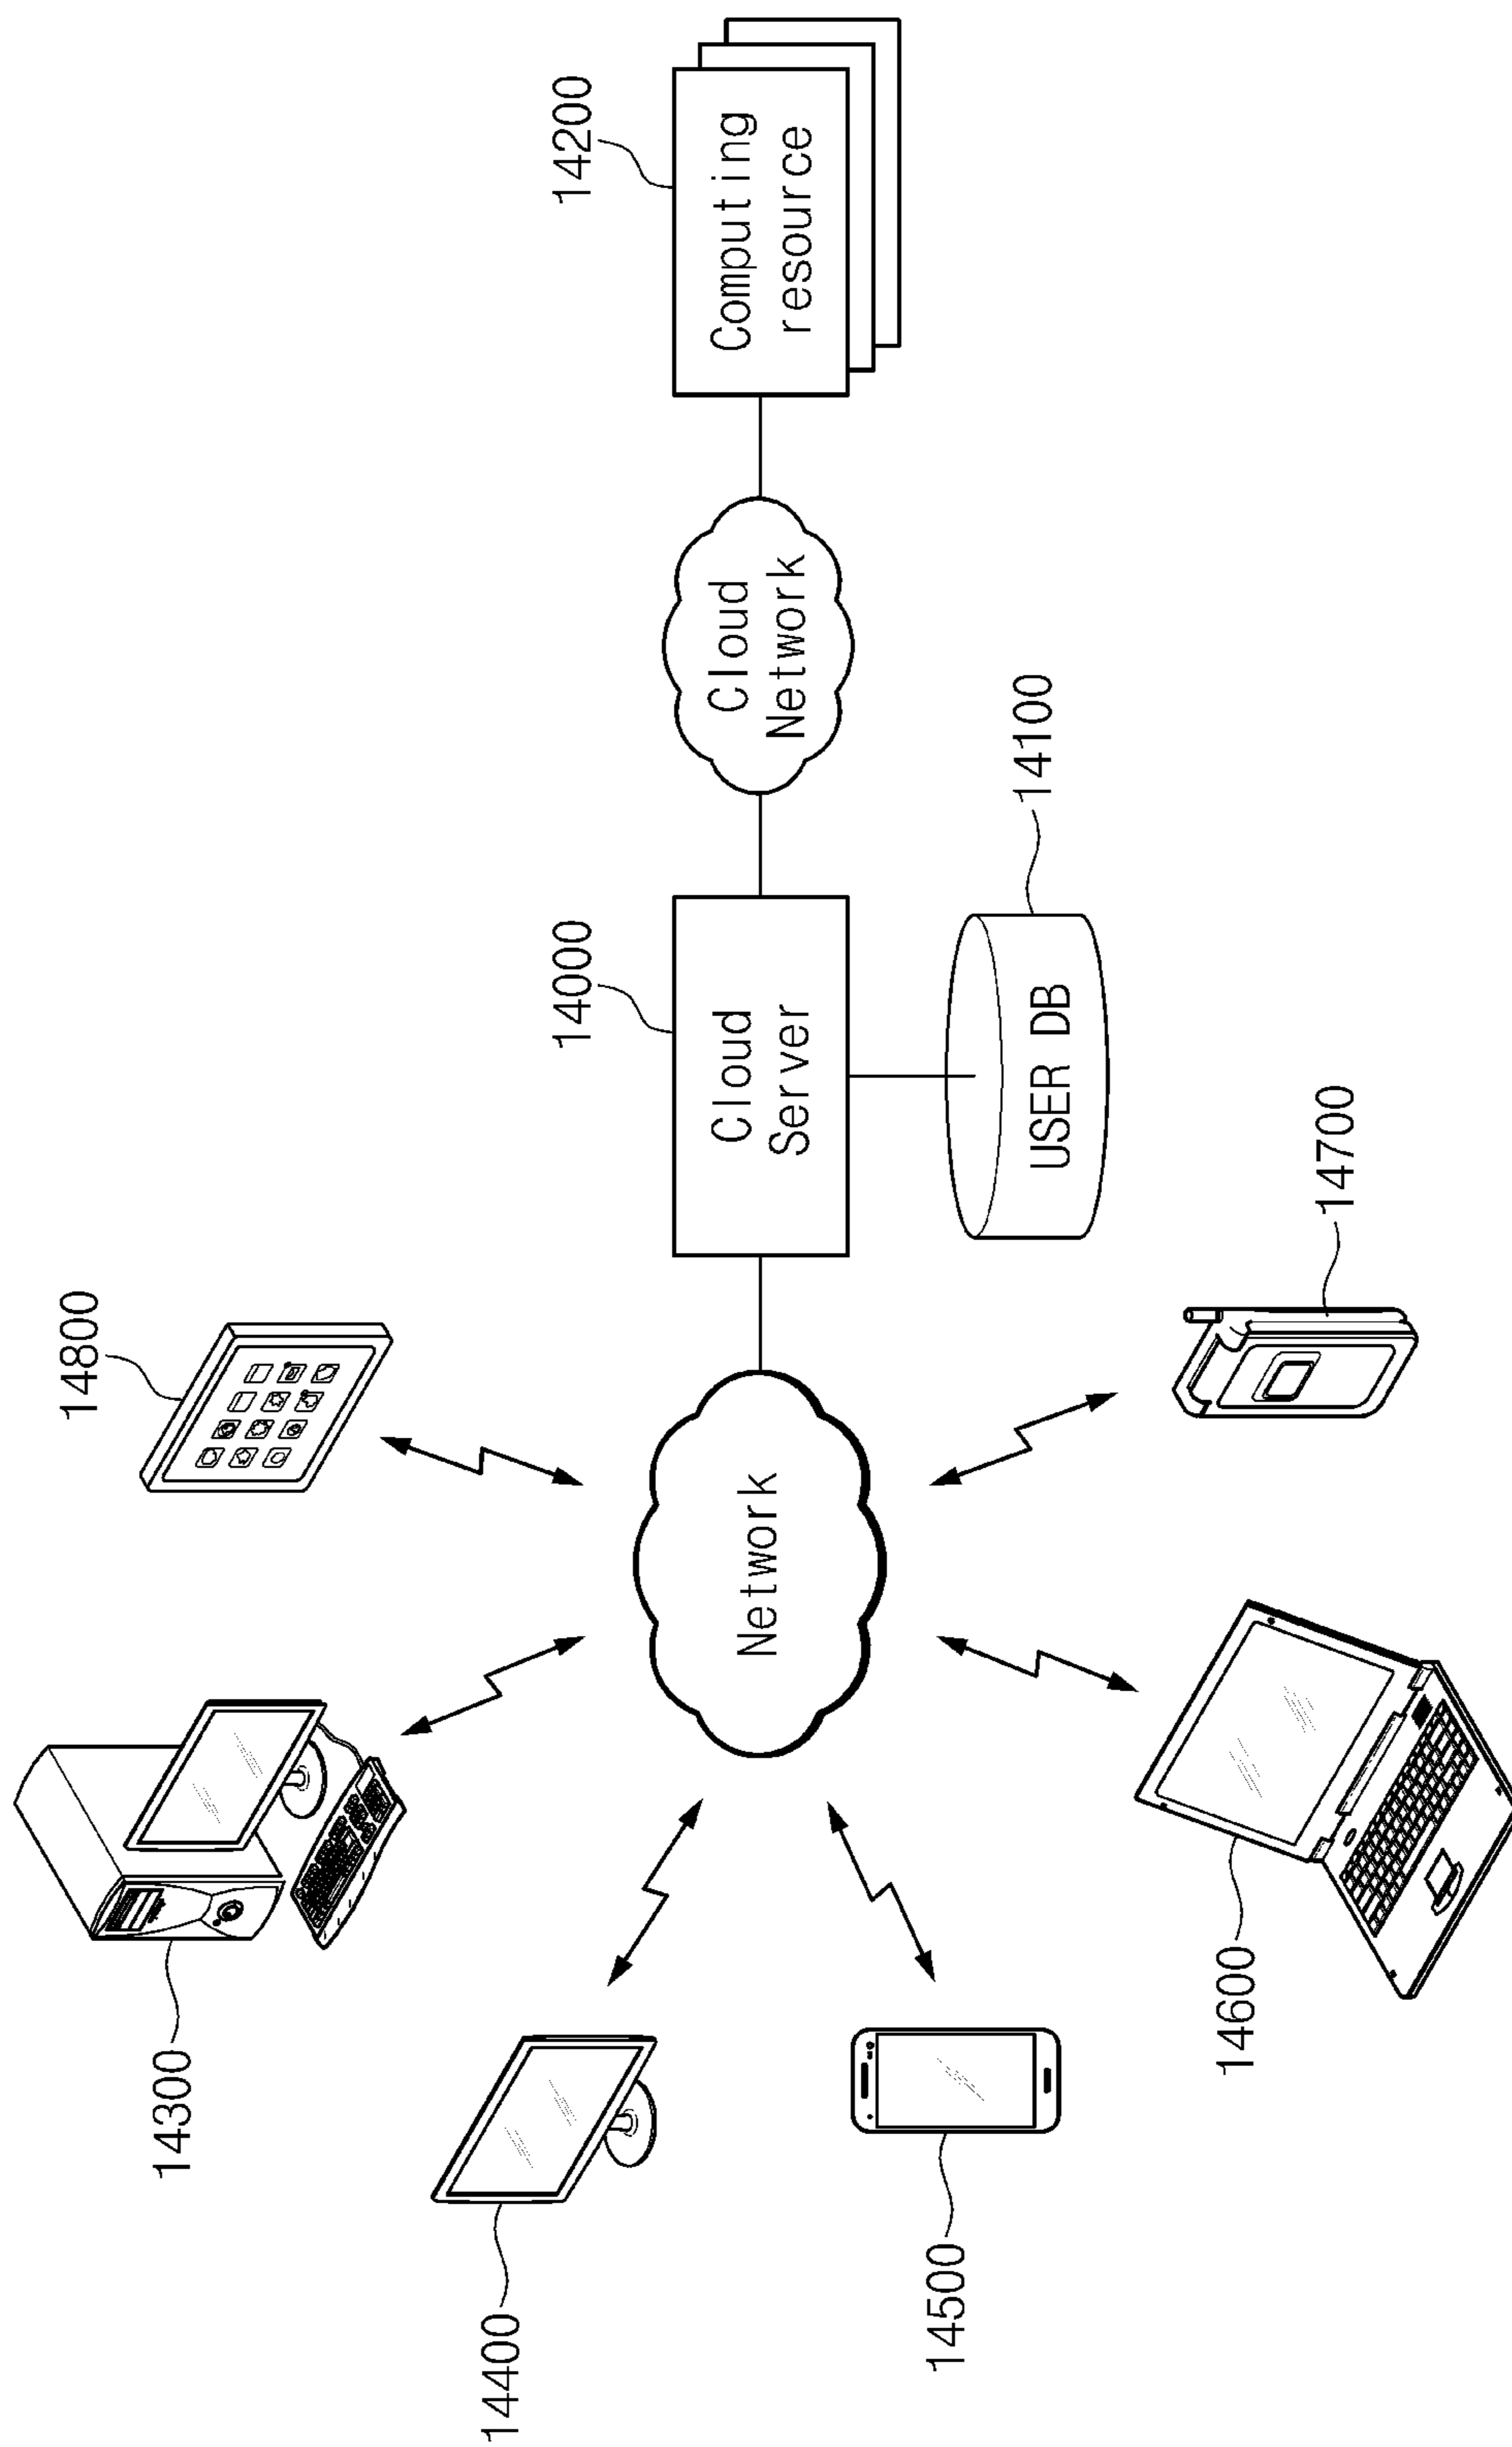 14800
14300
14400
14500
14600
14700
Network
14000
Cloud
Server
14100
USER DB
Cloud
Network
14200
Computing
resource